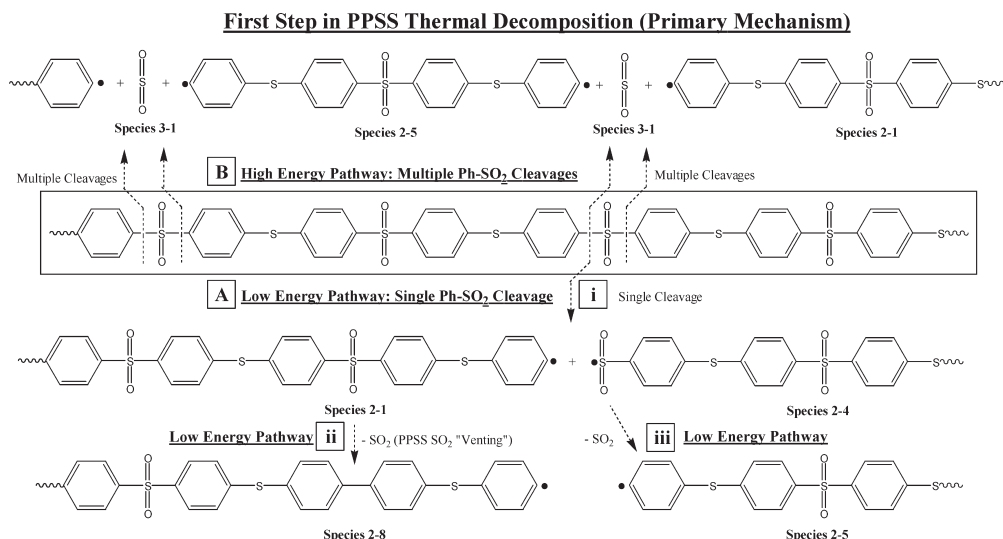 First Step in PPSS Thermal Decomposition (Primary Mechanism)
O O O O
• + S + • S S S • + S + • S S S
O O O O
Species 3-1 Species 2-5 Species 3-1 Species 2-1
Multiple Cleavages B High Energy Pathway: Multiple Ph-SO2 Cleavages Multiple Cleavages
O O O O
S S S S S S S S
O O O O
A Low Energy Pathway: Single Ph-SO2 Cleavage i Single Cleavage
O O O O
S S S S • + • S S S S
O O O O
Species 2-1 Species 2-4
Low Energy Pathway ii - SO2 (PPSS SO2 "Venting") - SO2 iii Low Energy Pathway
O O
S S S • • S S S
O O
Species 2-8 Species 2-5